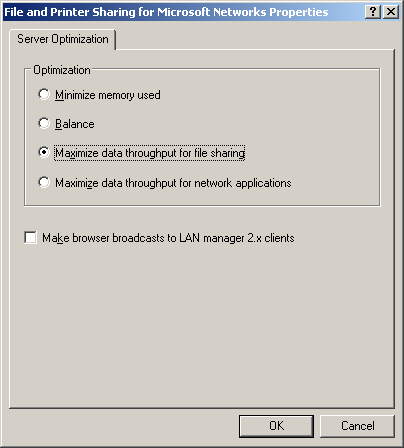 File and Printer Sharing for Microsoft Networks Properties
Server Optimization
Optimization
Minimize memory used
Balance
Maximize data throughput for file sharing
Maximize data throughput for network applications
Make browser broadcasts to LAN manager 2.x clients
OK Cancel